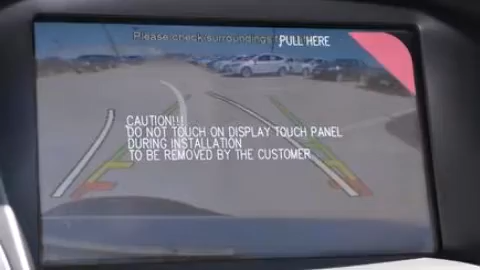 Please check surroundings
PULL HERE
CAUTION!!!
DO NOT TOUCH ON DISPLAY TOUCH PANEL
DURING INSTALLATION
TO BE REMOVED BY THE CUSTOMER